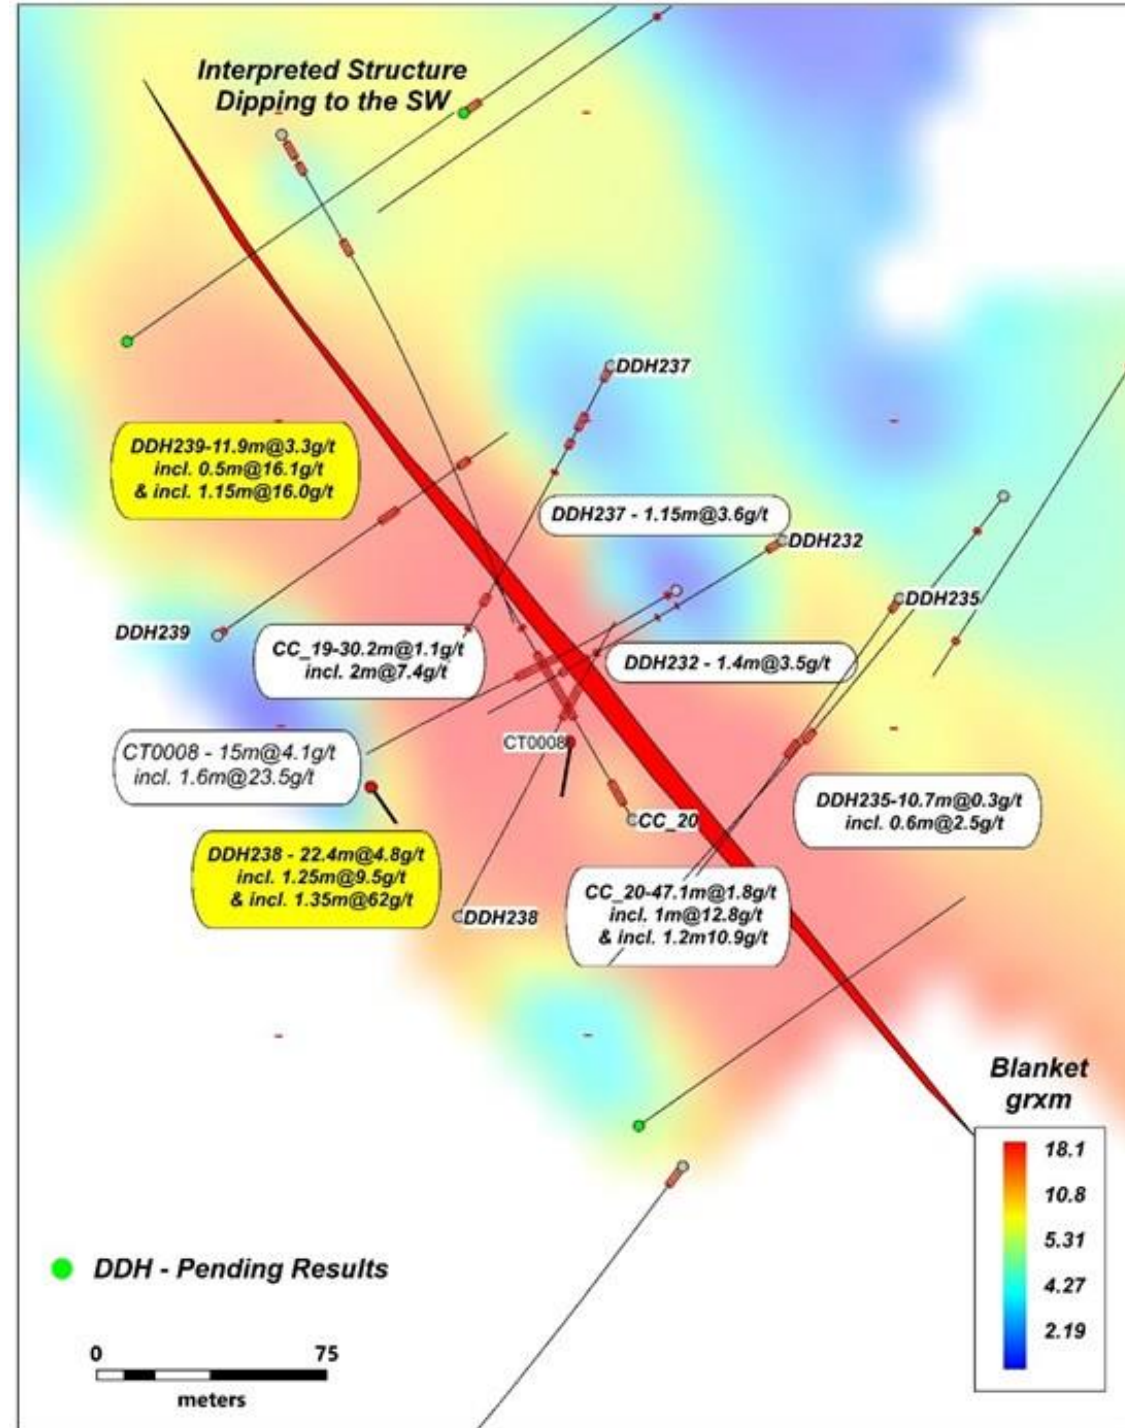 Interpreted Structure
Dipping to the SW
DDH237
DDH239-11.9m@3.3g/t
incl. 0.5m@16.1g/t
& incl. 1.15m@16.0g/t
DDH237 - 1.15m@3.6g/t
DDH232
DDH235
DDH239
CC_19-30.2m@1.1g/t
incl. 2m@7.4g/t
DDH232 - 1.4m@3.5g/t
CT0008 - 15m@4.1g/t
incl. 1.6m@23.5g/t
CT0008
CC_20
DDH235-10.7m@0.3g/t
incl. 0.6m@2.5g/t
DDH238 - 22.4m@4.8g/t
incl. 1.25m@9.5g/t
& incl. 1.35m@62g/t
DDH238
CC_20-47.1m@1.8g/t
incl. 1m@12.8g/t
& incl. 1.2m10.9g/t
Blanket
grxm
18.1
10.8
5.31
4.27
2.19
DDH - Pending Results
0 75
meters